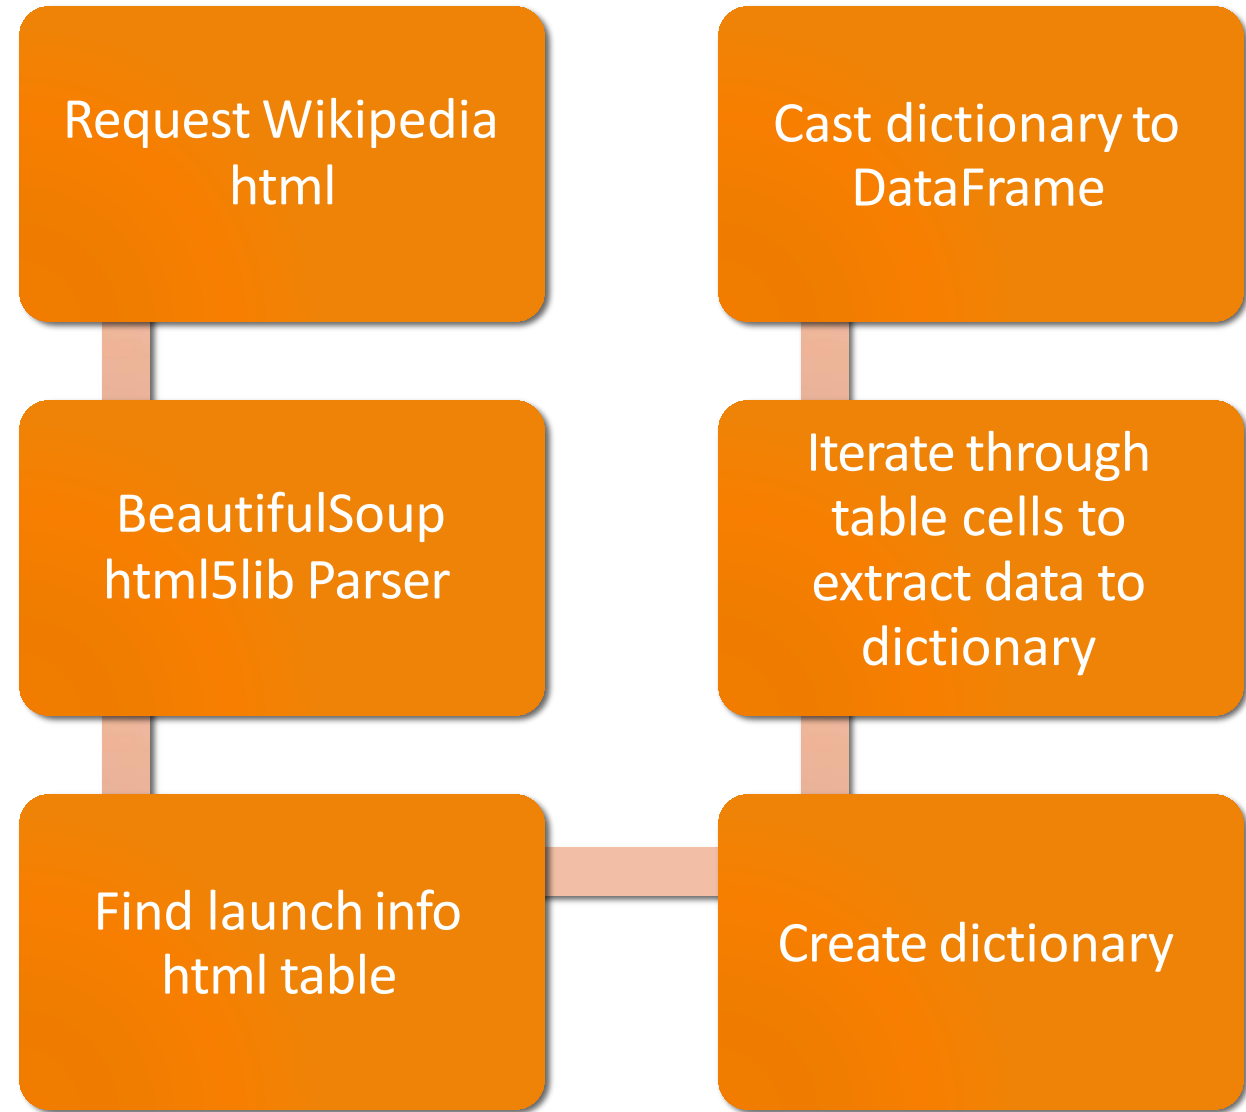 Request Wikipedia
html
BeautifulSoup
html5lib Parser
Find launch info
html table
Create dictionary
Iterate through
table cells to
extract data to
dictionary
Cast dictionary to
DataFrame